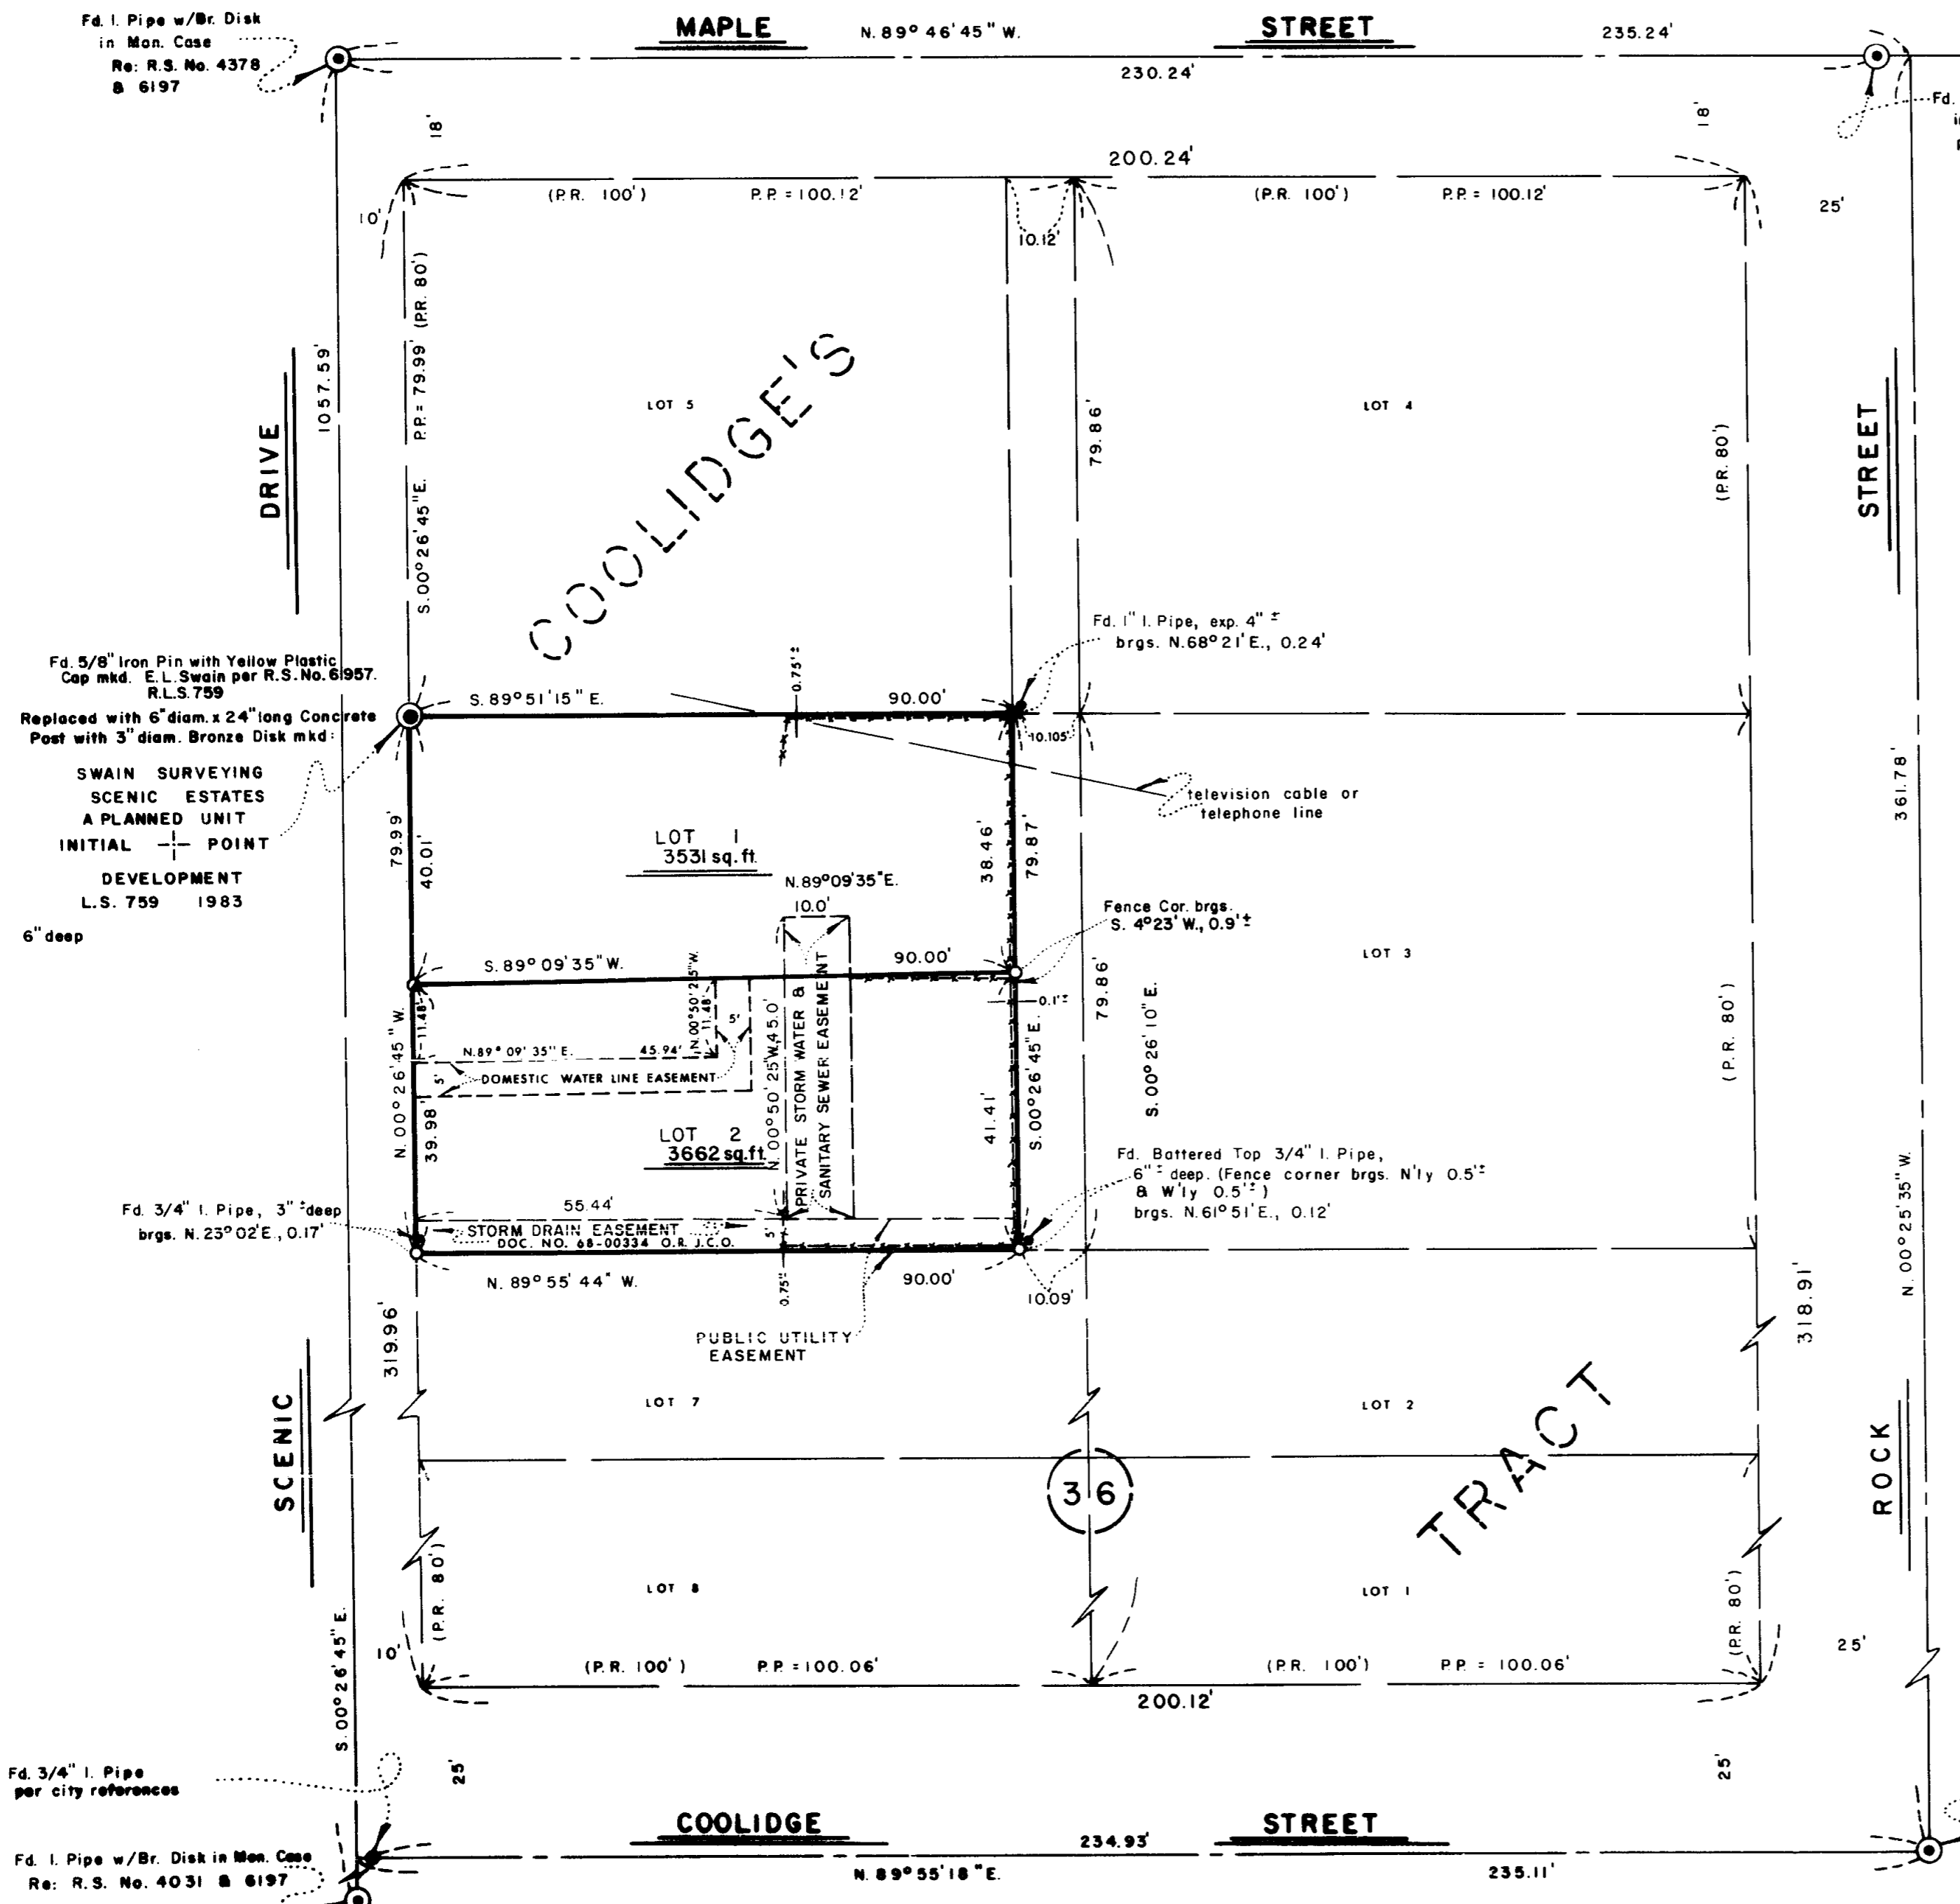 Fd. I. Pipe w/Br. Disk
in Mon. Case
Re: R.S. No. 4378
& 6197
MAPLE
N. 89° 46' 45" W.
STREET
235.24'
230.24'
Fd.
18'
18'
200.24'
(P.R. 100')
P.P. = 100.12'
(P.R. 100')
P.P. = 100.12'
10'
25'
10.12'
1057.59'
P.P. = 79.99' (P.R. 80')
S. 00° 26' 45" E.
DRIVE
COOLIDGE'S
LOT 5
LOT 4
79.86'
(P.R. 80')
STREET
Fd. 5/8" Iron Pin with Yellow Plastic
Cap mkd. E.L. Swain per R.S. No. 6957.
R.L.S. 759
Replaced with 6" diam. x 24" long Concrete
Post with 3" diam. Bronze Disk mkd:
SWAIN SURVEYING
SCENIC ESTATES
A PLANNED UNIT
INITIAL POINT
DEVELOPMENT
L.S. 759 1983
6" deep
Fd. 1" I. Pipe, exp. 4" ±
brgs. N. 68° 21' E., 0.24'
S. 89° 51' 15" E.
0.75'±
90.00'
10.105'
television cable or
telephone line
361.78'
79.99'
40.01'
LOT 1
3531 sq. ft.
38.46'
79.87'
N. 89° 09' 35" E.
10.0'
Fence Cor. brgs.
S. 4° 23' W., 0.9'±
S. 89° 09' 35" W.
90.00'
LOT 3
N. 00° 26' 45" W.
39.98'
11.48'
N. 00° 50' 25" W.
11.48'
5'
N. 89° 09' 35" E.
45.94'
5'
DOMESTIC WATER LINE EASEMENT
N. 00° 50' 25" W. 45.0'
PRIVATE STORM WATER &
SANITARY SEWER EASEMENT
0.1'±
79.86'
S. 00° 26' 45" E.
S. 00° 26' 10" E.
(P.R. 80')
41.41'
LOT 2
3662 sq. ft.
Fd. Battered Top 3/4" I. Pipe,
6" ± deep. (Fence corner brgs. N'ly 0.5'±
& W'ly 0.5'±)
brgs. N. 61° 51' E., 0.12'
Fd. 3/4" I. Pipe, 3" ± deep
brgs. N. 23° 02' E., 0.17'
55.44'
STORM DRAIN EASEMENT
DOC. NO. 68-00334 O.R. J.C.O.
5'
N. 89° 55' 44" W.
0.75"
90.00'
10.09'
PUBLIC UTILITY
EASEMENT
319.96'
318.91'
N. 00° 25' 35" W.
SCENIC
LOT 7
LOT 2
36
TRACT
ROCK
(P.R. 80')
LOT 8
LOT 1
(P.R. 80')
S. 00° 26' 45" E.
10'
(P.R. 100')
P.P. = 100.06'
(P.R. 100')
P.P. = 100.06'
25'
200.12'
Fd. 3/4" I. Pipe
per city references
25'
25'
COOLIDGE
STREET
234.93'
Fd. I. Pipe w/Br. Disk in Mon. Case
Re: R.S. No. 4031 & 6197
N. 89° 55' 18" E.
235.11'